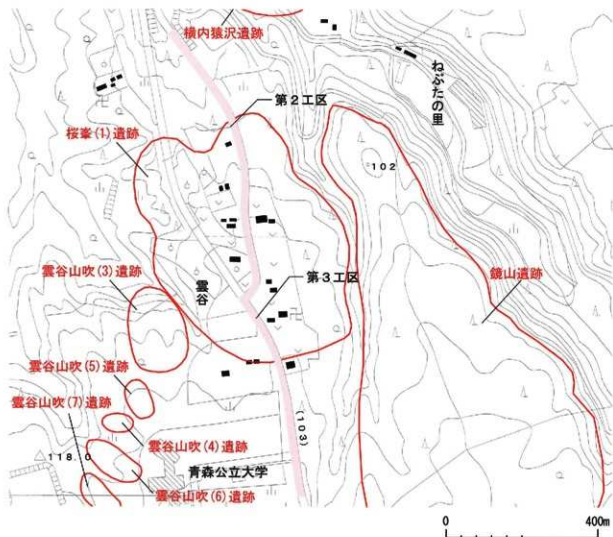 横内猿沢遺跡
ねぶたの里
第2工区
桜峯(1)遺跡
102
雲谷山吹(3)遺跡
雲谷
第3工区
鏡山遺跡
雲谷山吹(5)遺跡
雲谷山吹(7)遺跡
雲谷山吹(4)遺跡
(103)
118.0
青森公立大学
雲谷山吹(6)遺跡
0 400m